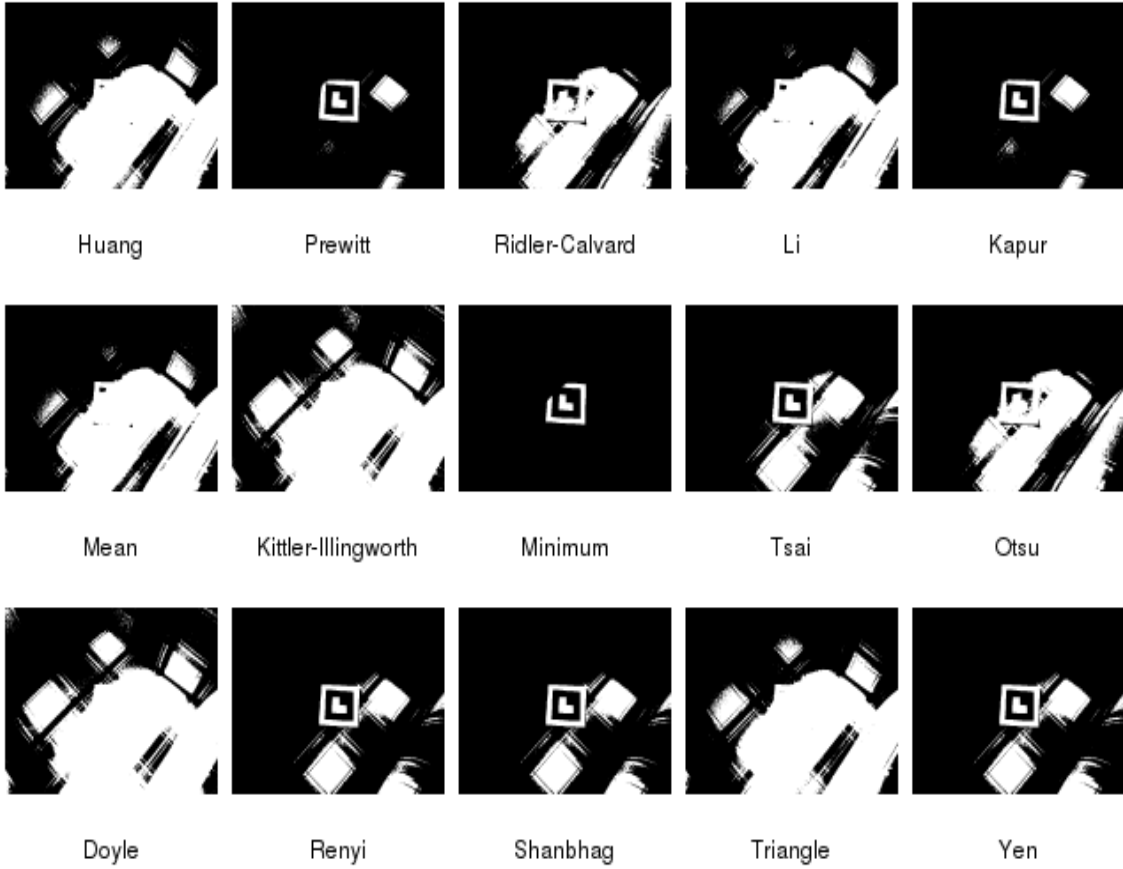 Huang Prewitt Ridler-Calvard Li Kapur
Mean Kittler-Illingworth Minimum Tsai Otsu
Doyle Renyi Shanbhag Triangle Yen